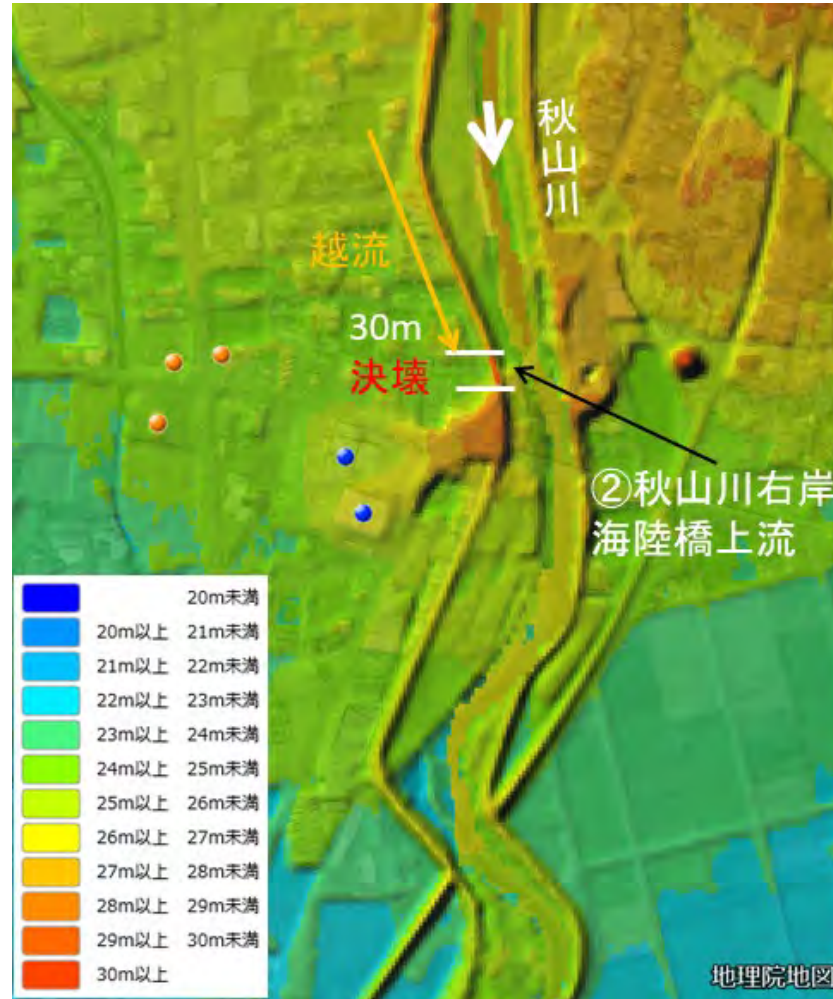 秋山川
越流
30m
決壊
②秋山川右岸
海陸橋上流
20m未満
20m以上 21m未満
21m以上 22m未満
22m以上 23m未満
23m以上 24m未満
24m以上 25m未満
25m以上 26m未満
26m以上 27m未満
27m以上 28m未満
28m以上 29m未満
29m以上 30m未満
30m以上
地理院地図